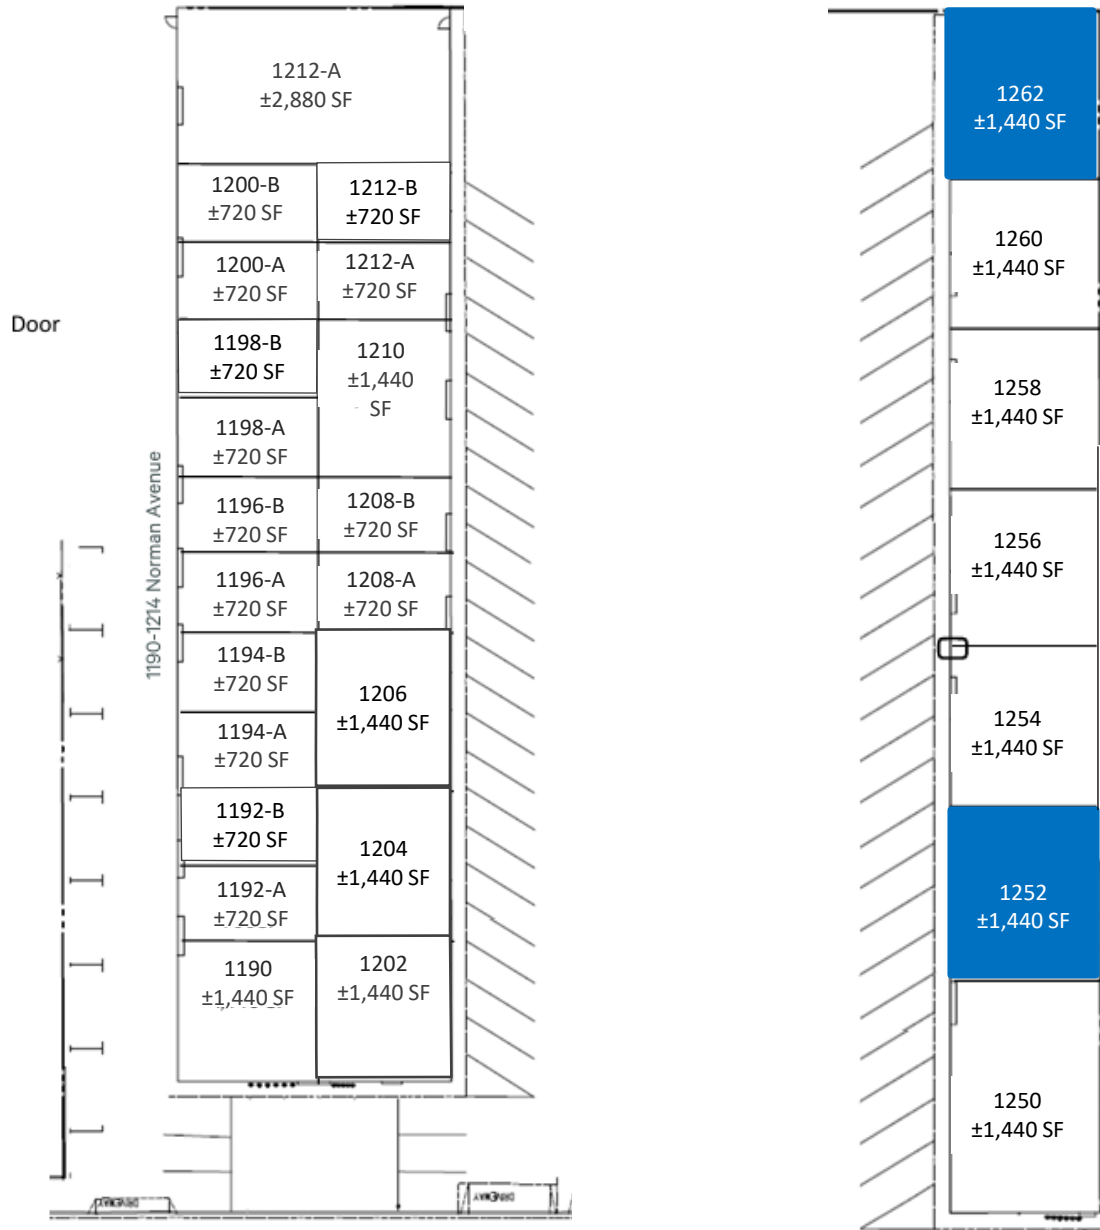 1212-A
±2,880 SF
1200-B
±720 SF
1212-B
±720 SF
1200-A
±720 SF
1212-A
±720 SF
Door
1198-B
±720 SF
1210
±1,440
SF
1198-A
±720 SF
1190-1214 Norman Avenue
1196-B
±720 SF
1208-B
±720 SF
1196-A
±720 SF
1208-A
±720 SF
1194-B
±720 SF
1206
±1,440 SF
1194-A
±720 SF
1192-B
±720 SF
1204
±1,440 SF
1192-A
±720 SF
1190
±1,440 SF
1202
±1,440 SF
DRIVEWAY
DRIVEWAY
1262
±1,440 SF
1260
±1,440 SF
1258
±1,440 SF
1256
±1,440 SF
1254
±1,440 SF
1252
±1,440 SF
1250
±1,440 SF